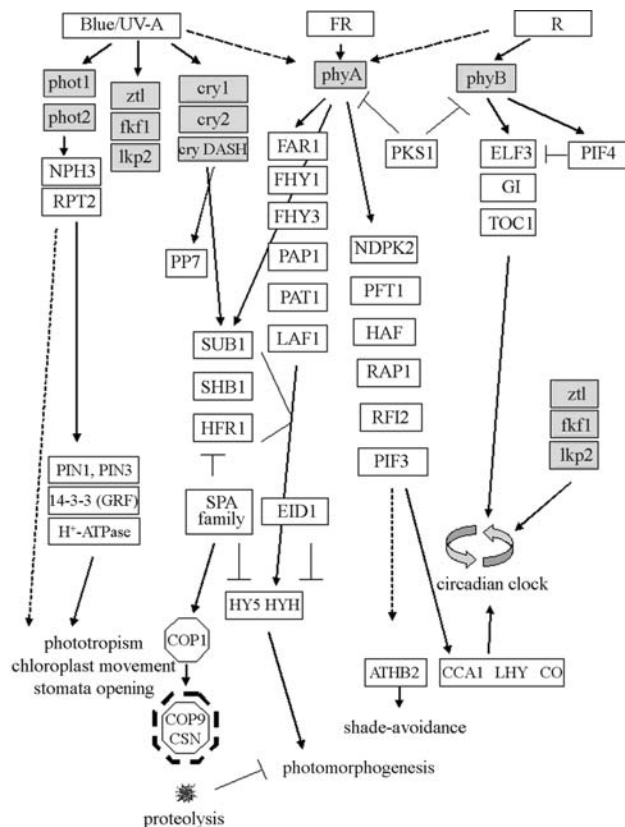 Blue/UV-A
FR
R
phot1
phot2
ztl
fkf1
lkp2
cry1
cry2
cry DASH
phyA
phyB
NPH3
RPT2
PP7
FAR1
FHY1
FHY3
PAP1
PAT1
LAF1
PKS1
ELF3
GI
TOC1
PIF4
NDPK2
PFT1
HAF
RAP1
RFI2
PIF3
SUB1
SHB1
HFR1
ztl
fkf1
lkp2
PIN1, PIN3
14-3-3 (GRF)
H⁺-ATPase
SPA
family
EID1
circadian clock
HY5 HYH
COP1
phototropism
chloroplast movement
stomata opening
ATHB2
CCA1 LHY CO
COP9
CSN
shade-avoidance
photomorphogenesis
proteolysis